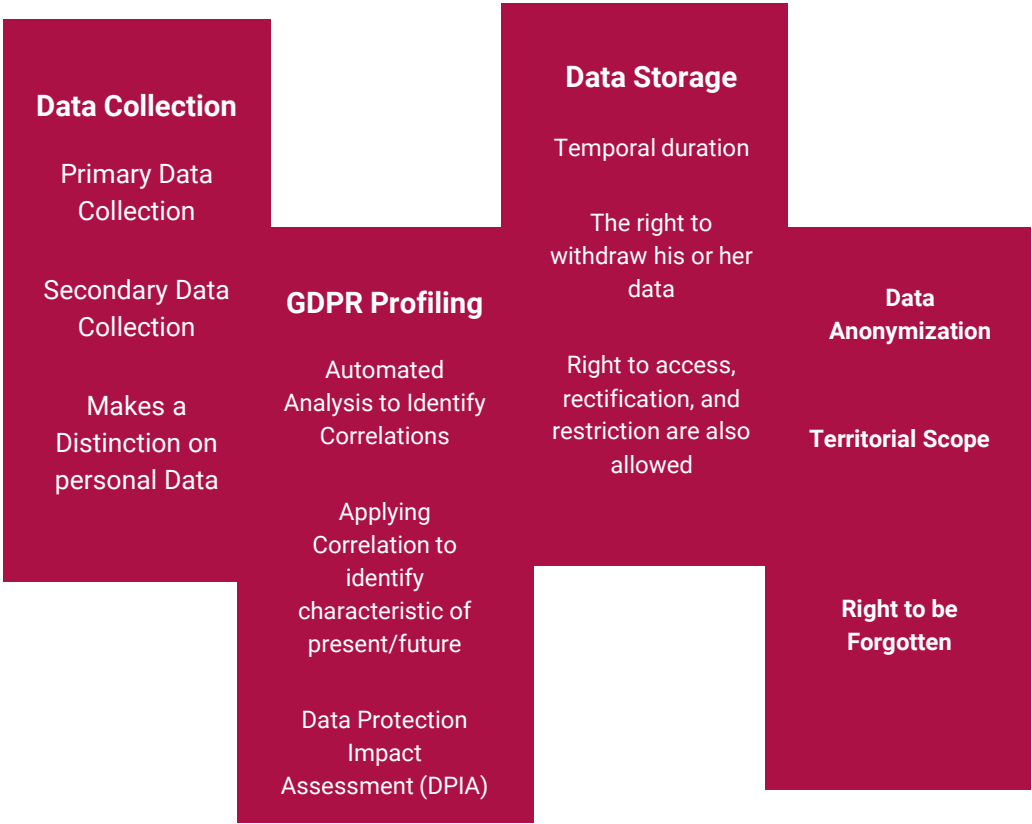 Data Collection
Primary Data
Collection
Secondary Data
Collection
Makes a
Distinction on
personal Data
GDPR Profiling
Automated
Analysis to Identify
Correlations
Applying
Correlation to
identify
characteristic of
present/future
Data Protection
Impact
Assessment (DPIA)
Data Storage
Temporal duration
The right to
withdraw his or her
data
Right to access,
rectification, and
restriction are also
allowed
Data
Anonymization
Territorial Scope
Right to be
Forgotten